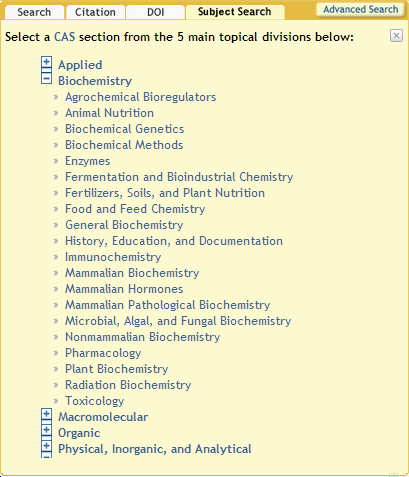 Search Citation DOI Subject Search Advanced Search
Select a CAS section from the 5 main topical divisions below:
Applied
Biochemistry
» Agrochemical Bioregulators
» Animal Nutrition
» Biochemical Genetics
» Biochemical Methods
» Enzymes
» Fermentation and Bioindustrial Chemistry
» Fertilizers, Soils, and Plant Nutrition
» Food and Feed Chemistry
» General Biochemistry
» History, Education, and Documentation
» Immunochemistry
» Mammalian Biochemistry
» Mammalian Hormones
» Mammalian Pathological Biochemistry
» Microbial, Algal, and Fungal Biochemistry
» Nonmammalian Biochemistry
» Pharmacology
» Plant Biochemistry
» Radiation Biochemistry
» Toxicology
Macromolecular
Organic
Physical, Inorganic, and Analytical